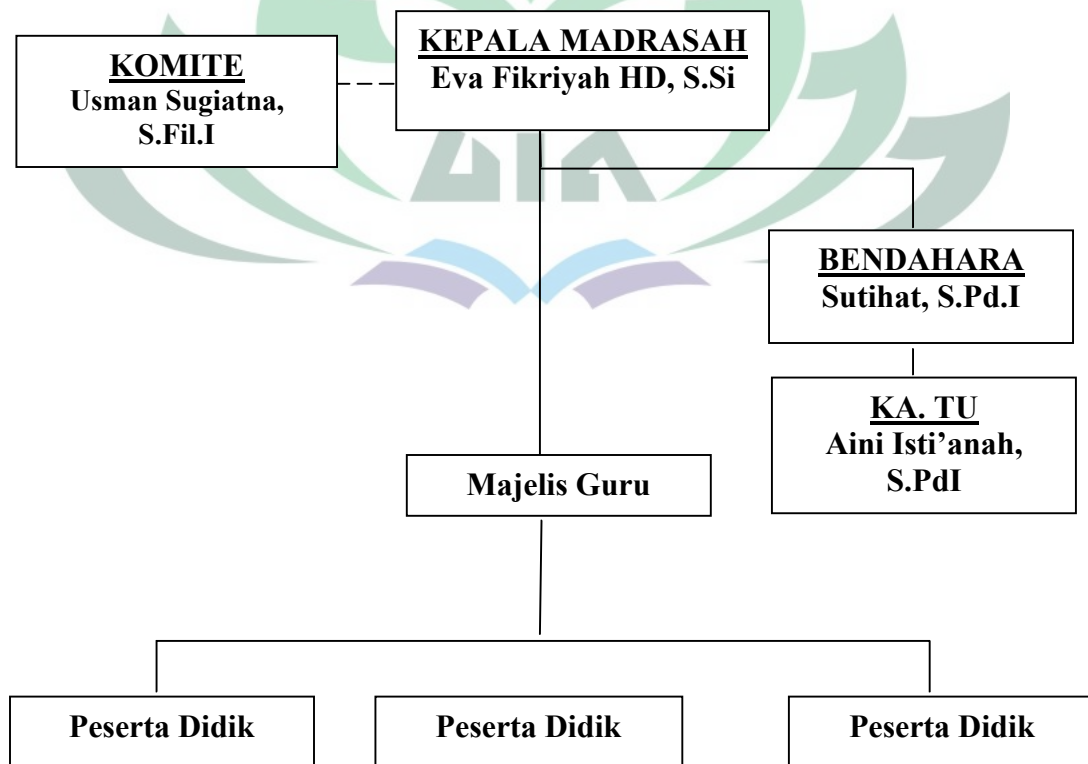 KOMITE
Usman Sugiatna,
S.Fil.I
KEPALA MADRASAH
Eva Fikriyah HD, S.Si
BENDAHARA
Sutihat, S.Pd.I
KA. TU
Aini Isti’anah,
S.PdI
Majelis Guru
Peserta Didik
Peserta Didik
Peserta Didik